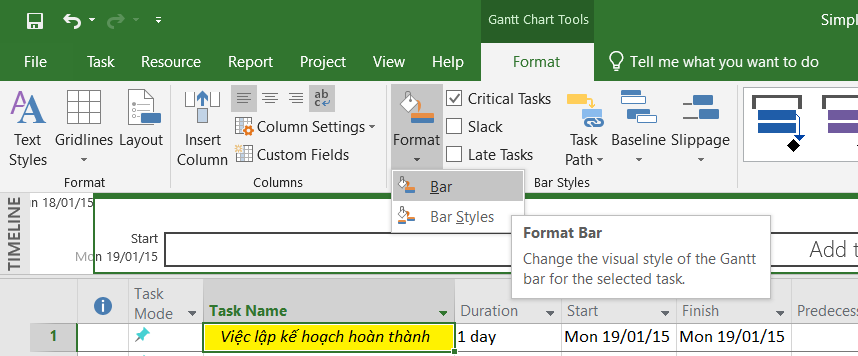 Gantt Chart Tools
Simpl
File Task Resource Report Project View Help Format Tell me what you want to do
Text Styles
Gridlines
Layout
Format
Insert Column
Column Settings
Custom Fields
Columns
Format
Critical Tasks
Slack
Late Tasks
Task Path
Baseline
Slippage
Bar Styles
Bar
Bar Styles
Format Bar
Change the visual style of the Gantt
bar for the selected task.
TIMELINE
n 18/01/15
Start
Mon 19/01/15
Add t
Task Mode
Task Name
Duration
Start
Finish
Predecess
1 Việc lập kế hoạch hoàn thành 1 day Mon 19/01/15 Mon 19/01/15